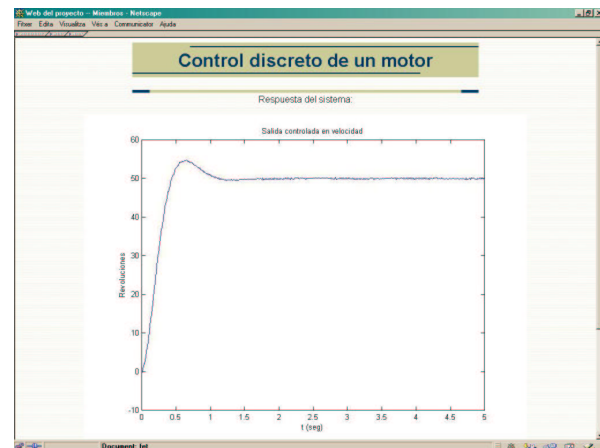 Web del proyecto -- Miembros - Netscape
Fitxer Edita Visualitza Vés a Communicator Ajuda
Control discreto de un motor
Respuesta del sistema:
Salida controlada en velocidad
60
50
40
30
20
10
0
-10
Revoluciones
0 0.5 1 1.5 2 2.5 3 3.5 4 4.5 5
t (seg)
Document: fet